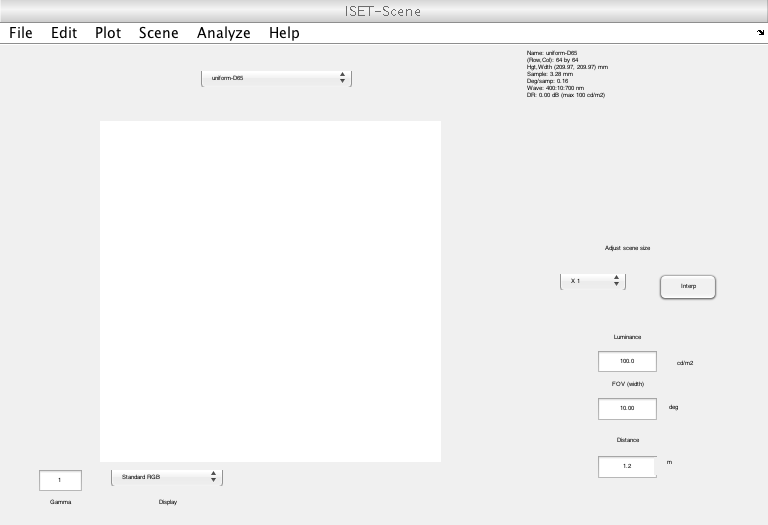 ISET-Scene
File Edit Plot Scene Analyze Help
uniform-D65
Name: uniform-D65
(Row,Col): 64 by 64
Hgt,Width (209.97, 209.97) mm
Sample: 3.28 mm
Deg/samp: 0.16
Wave: 400:10:700 nm
DR: 0.00 dB (max 100 cd/m2)
Adjust scene size
X 1
Interp
Luminance
100.0 cd/m2
FOV (width)
10.00 deg
Distance
1.2 m
1
Standard RGB
Gamma
Display